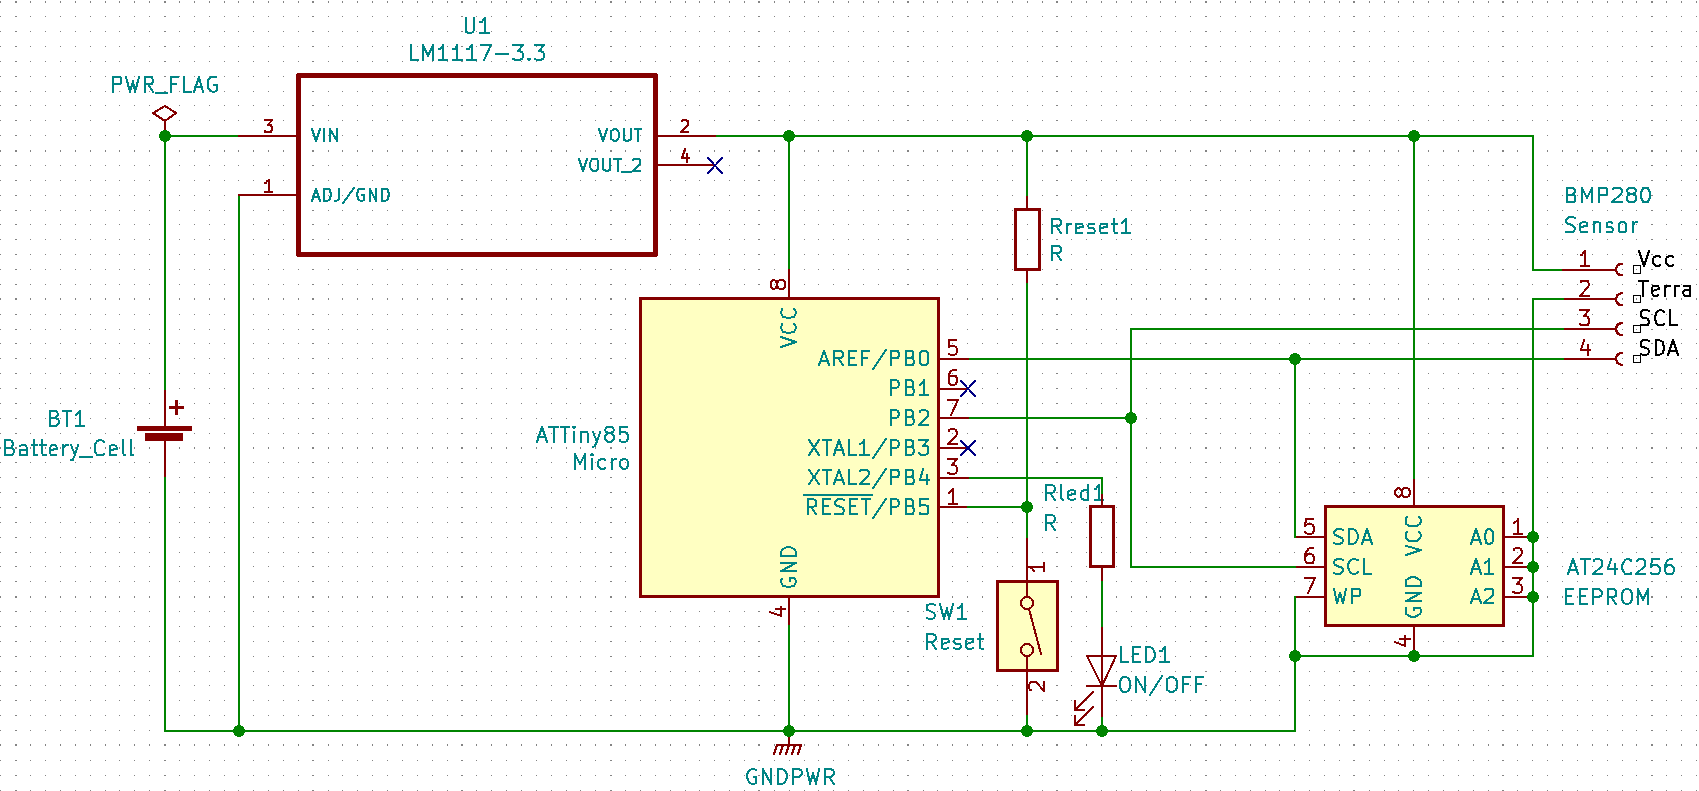 U1
LM1117-3.3
PWR_FLAG
3
VIN
VOUT
2
VOUT_2
4
1
ADJ/GND
BMP280
Sensor
Rreset1
R
1
Vcc
2
Terra
3
SCL
4
SDA
8
VCC
AREF/PB0
5
PB1
6
PB2
7
XTAL1/PB3
2
XTAL2/PB4
3
RESET/PB5
1
GND
4
ATTiny85
Micro
+
BT1
Battery_Cell
Rled1
R
8
VCC
5
SDA
6
SCL
7
WP
A0
1
A1
2
A2
3
GND
4
AT24C256
EEPROM
1
SW1
Reset
2
LED1
ON/OFF
GNDPWR